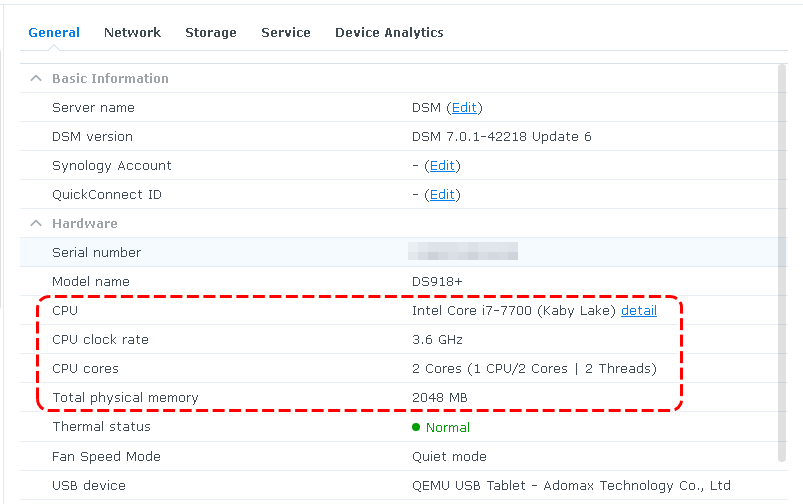 General Network Storage Service Device Analytics
Basic Information
Server name DSM (Edit)
DSM version DSM 7.0.1-42218 Update 6
Synology Account - (Edit)
QuickConnect ID - (Edit)
Hardware
Serial number
Model name DS918+
CPU Intel Core i7-7700 (Kaby Lake) detail
CPU clock rate 3.6 GHz
CPU cores 2 Cores (1 CPU/2 Cores | 2 Threads)
Total physical memory 2048 MB
Thermal status Normal
Fan Speed Mode Quiet mode
USB device QEMU USB Tablet - Adomax Technology Co., Ltd